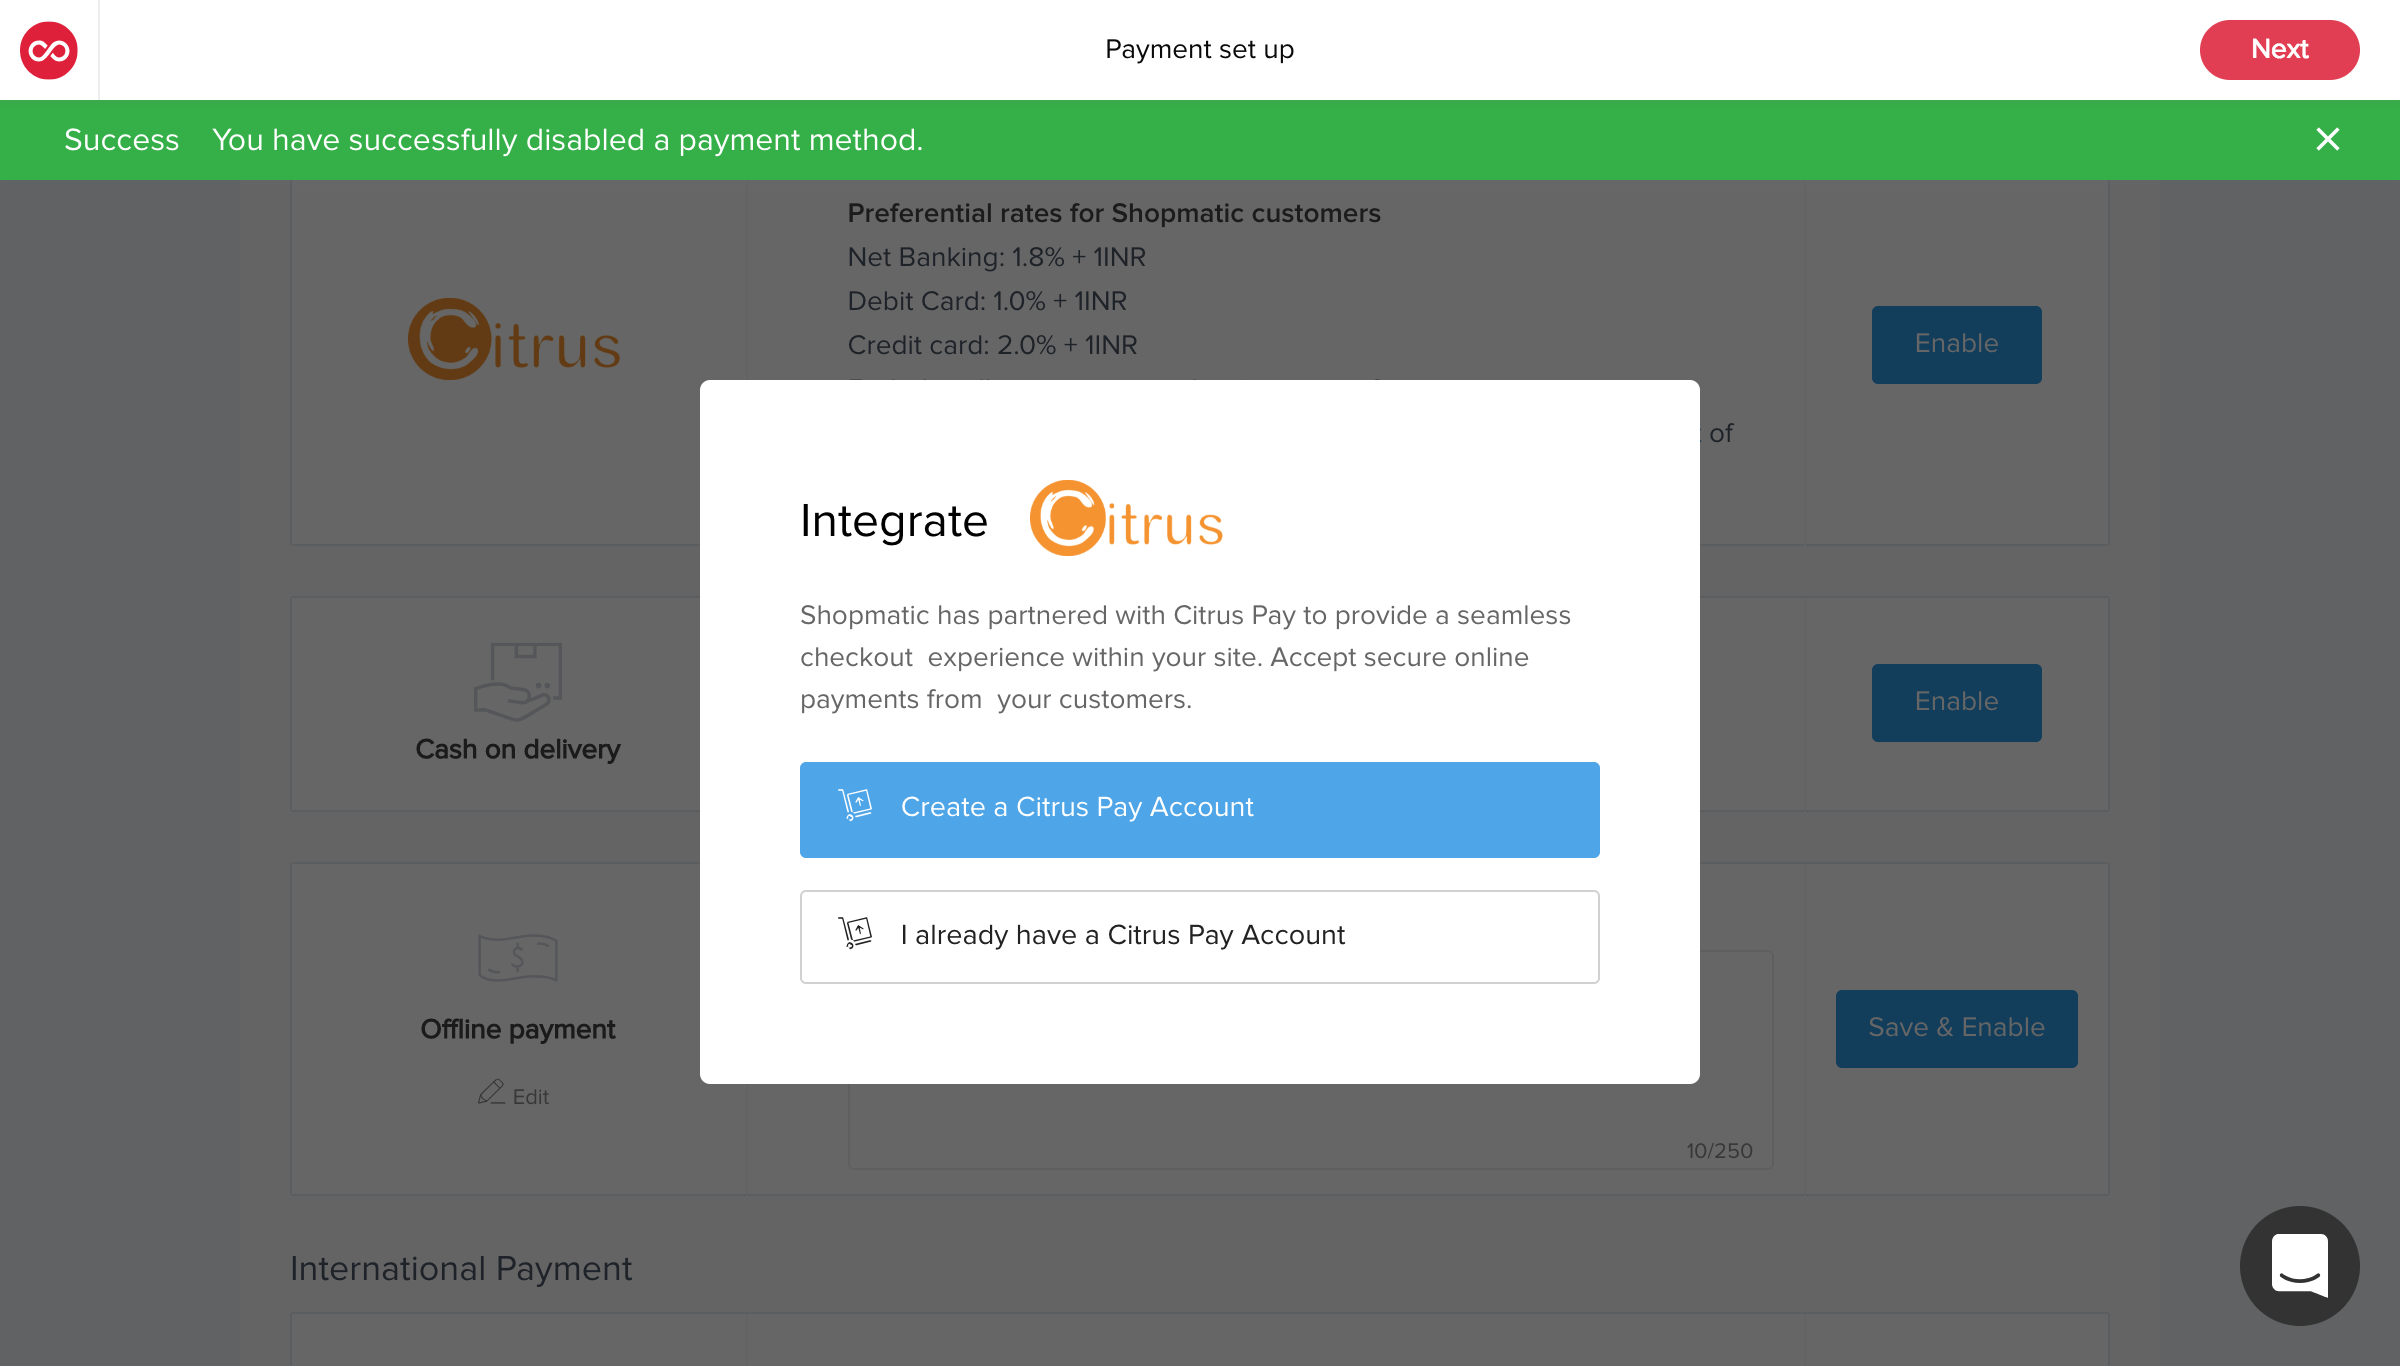 Payment set up
Next
Success You have successfully disabled a payment method.
Preferential rates for Shopmatic customers
Net Banking: 1.8% + 1INR
Debit Card: 1.0% + 1INR
Credit card: 2.0% + 1INR
Citrus
Enable
of
Integrate Citrus
Shopmatic has partnered with Citrus Pay to provide a seamless
checkout experience within your site. Accept secure online
payments from your customers.
Create a Citrus Pay Account
I already have a Citrus Pay Account
Cash on delivery
Enable
Offline payment
Edit
Save & Enable
10/250
International Payment